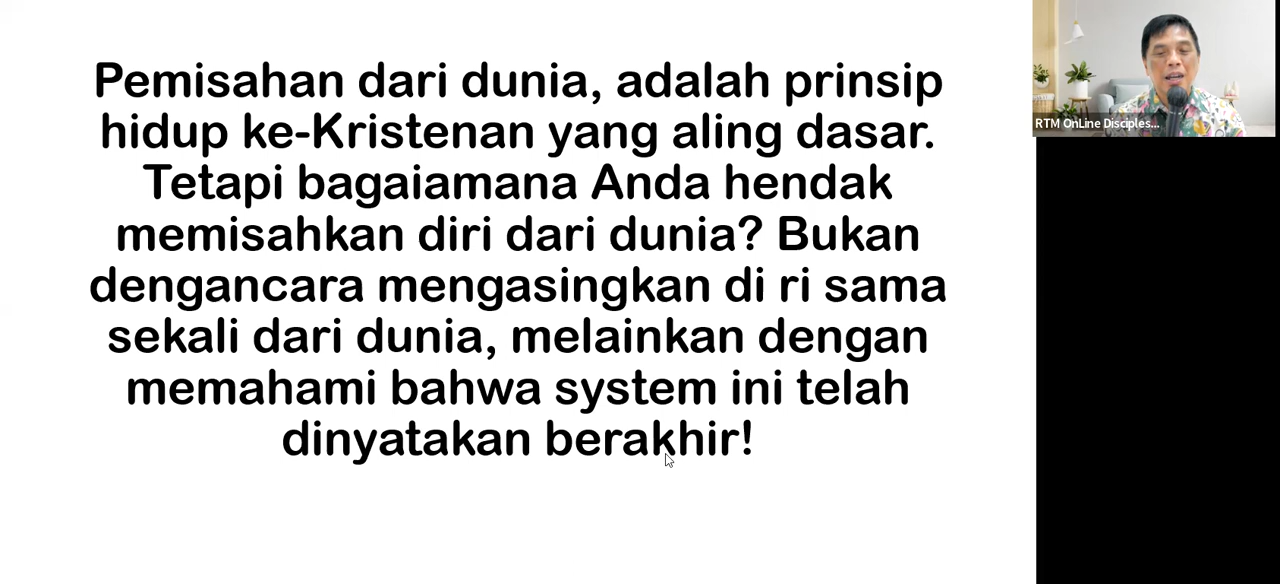 Pemisahan dari dunia, adalah prinsip
hidup ke-Kristenan yang aling dasar.
Tetapi bagaiamana Anda hendak
memisahkan diri dari dunia? Bukan
dengancara mengasingkan di ri sama
sekali dari dunia, melainkan dengan
memahami bahwa system ini telah
dinyatakan berakhir!
RTM OnLine Disciples...